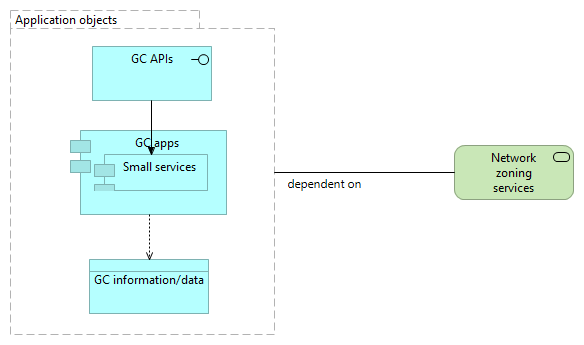 Application objects
GC APIs
GC apps
Small services
GC information/data
dependent on
Network
zoning
services